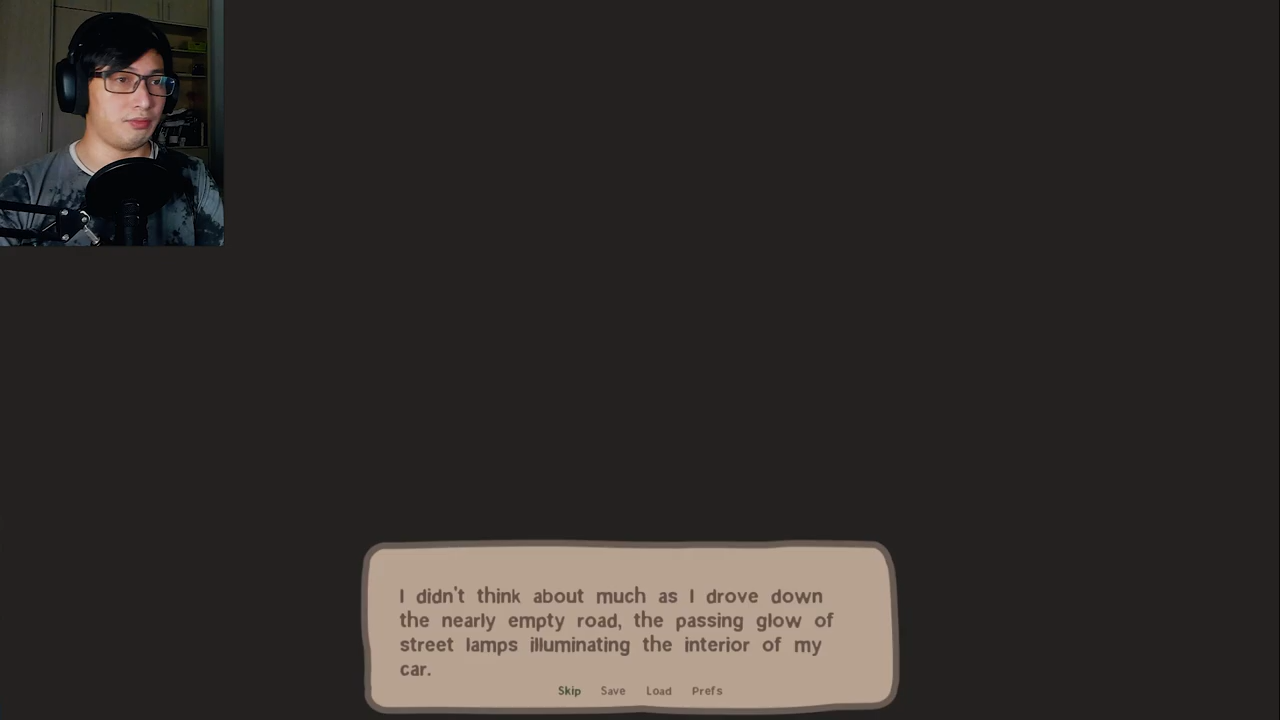 I didn't think about much as I drove down
the nearly empty road, the passing glow of
street lamps illuminating the interior of my
car.
Skip Save Load Prefs